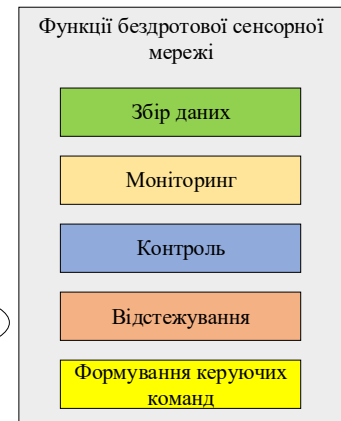 Функції бездротової сенсорної
мережі
Збір даних
Моніторинг
Контроль
Відстежування
Формування керуючих
команд